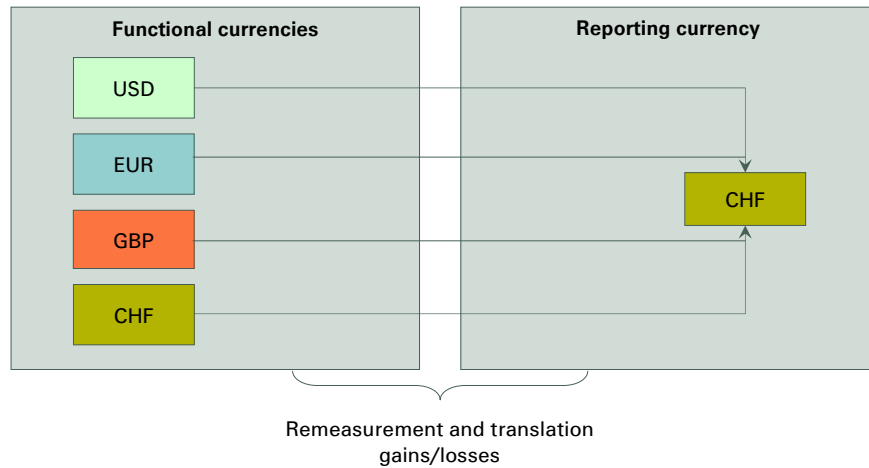 Functional currencies
Reporting currency
USD
EUR
CHF
GBP
CHF
Remeasurement and translation
gains/losses